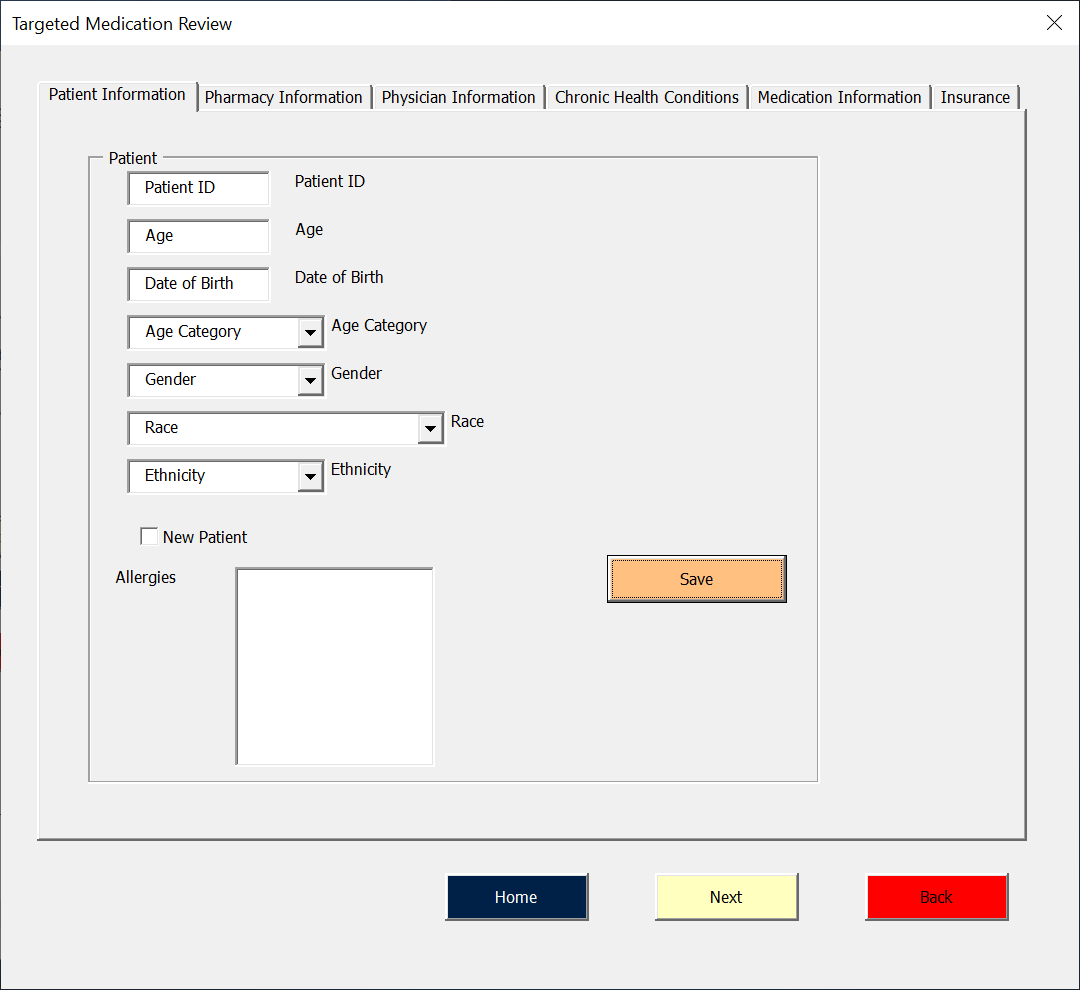 Targeted Medication Review
Patient Information Pharmacy Information Physician Information Chronic Health Conditions Medication Information Insurance
Patient
Patient ID Patient ID
Age Age
Date of Birth Date of Birth
Age Category Age Category
Gender Gender
Race Race
Ethnicity Ethnicity
New Patient
Allergies
Save
Home Next Back